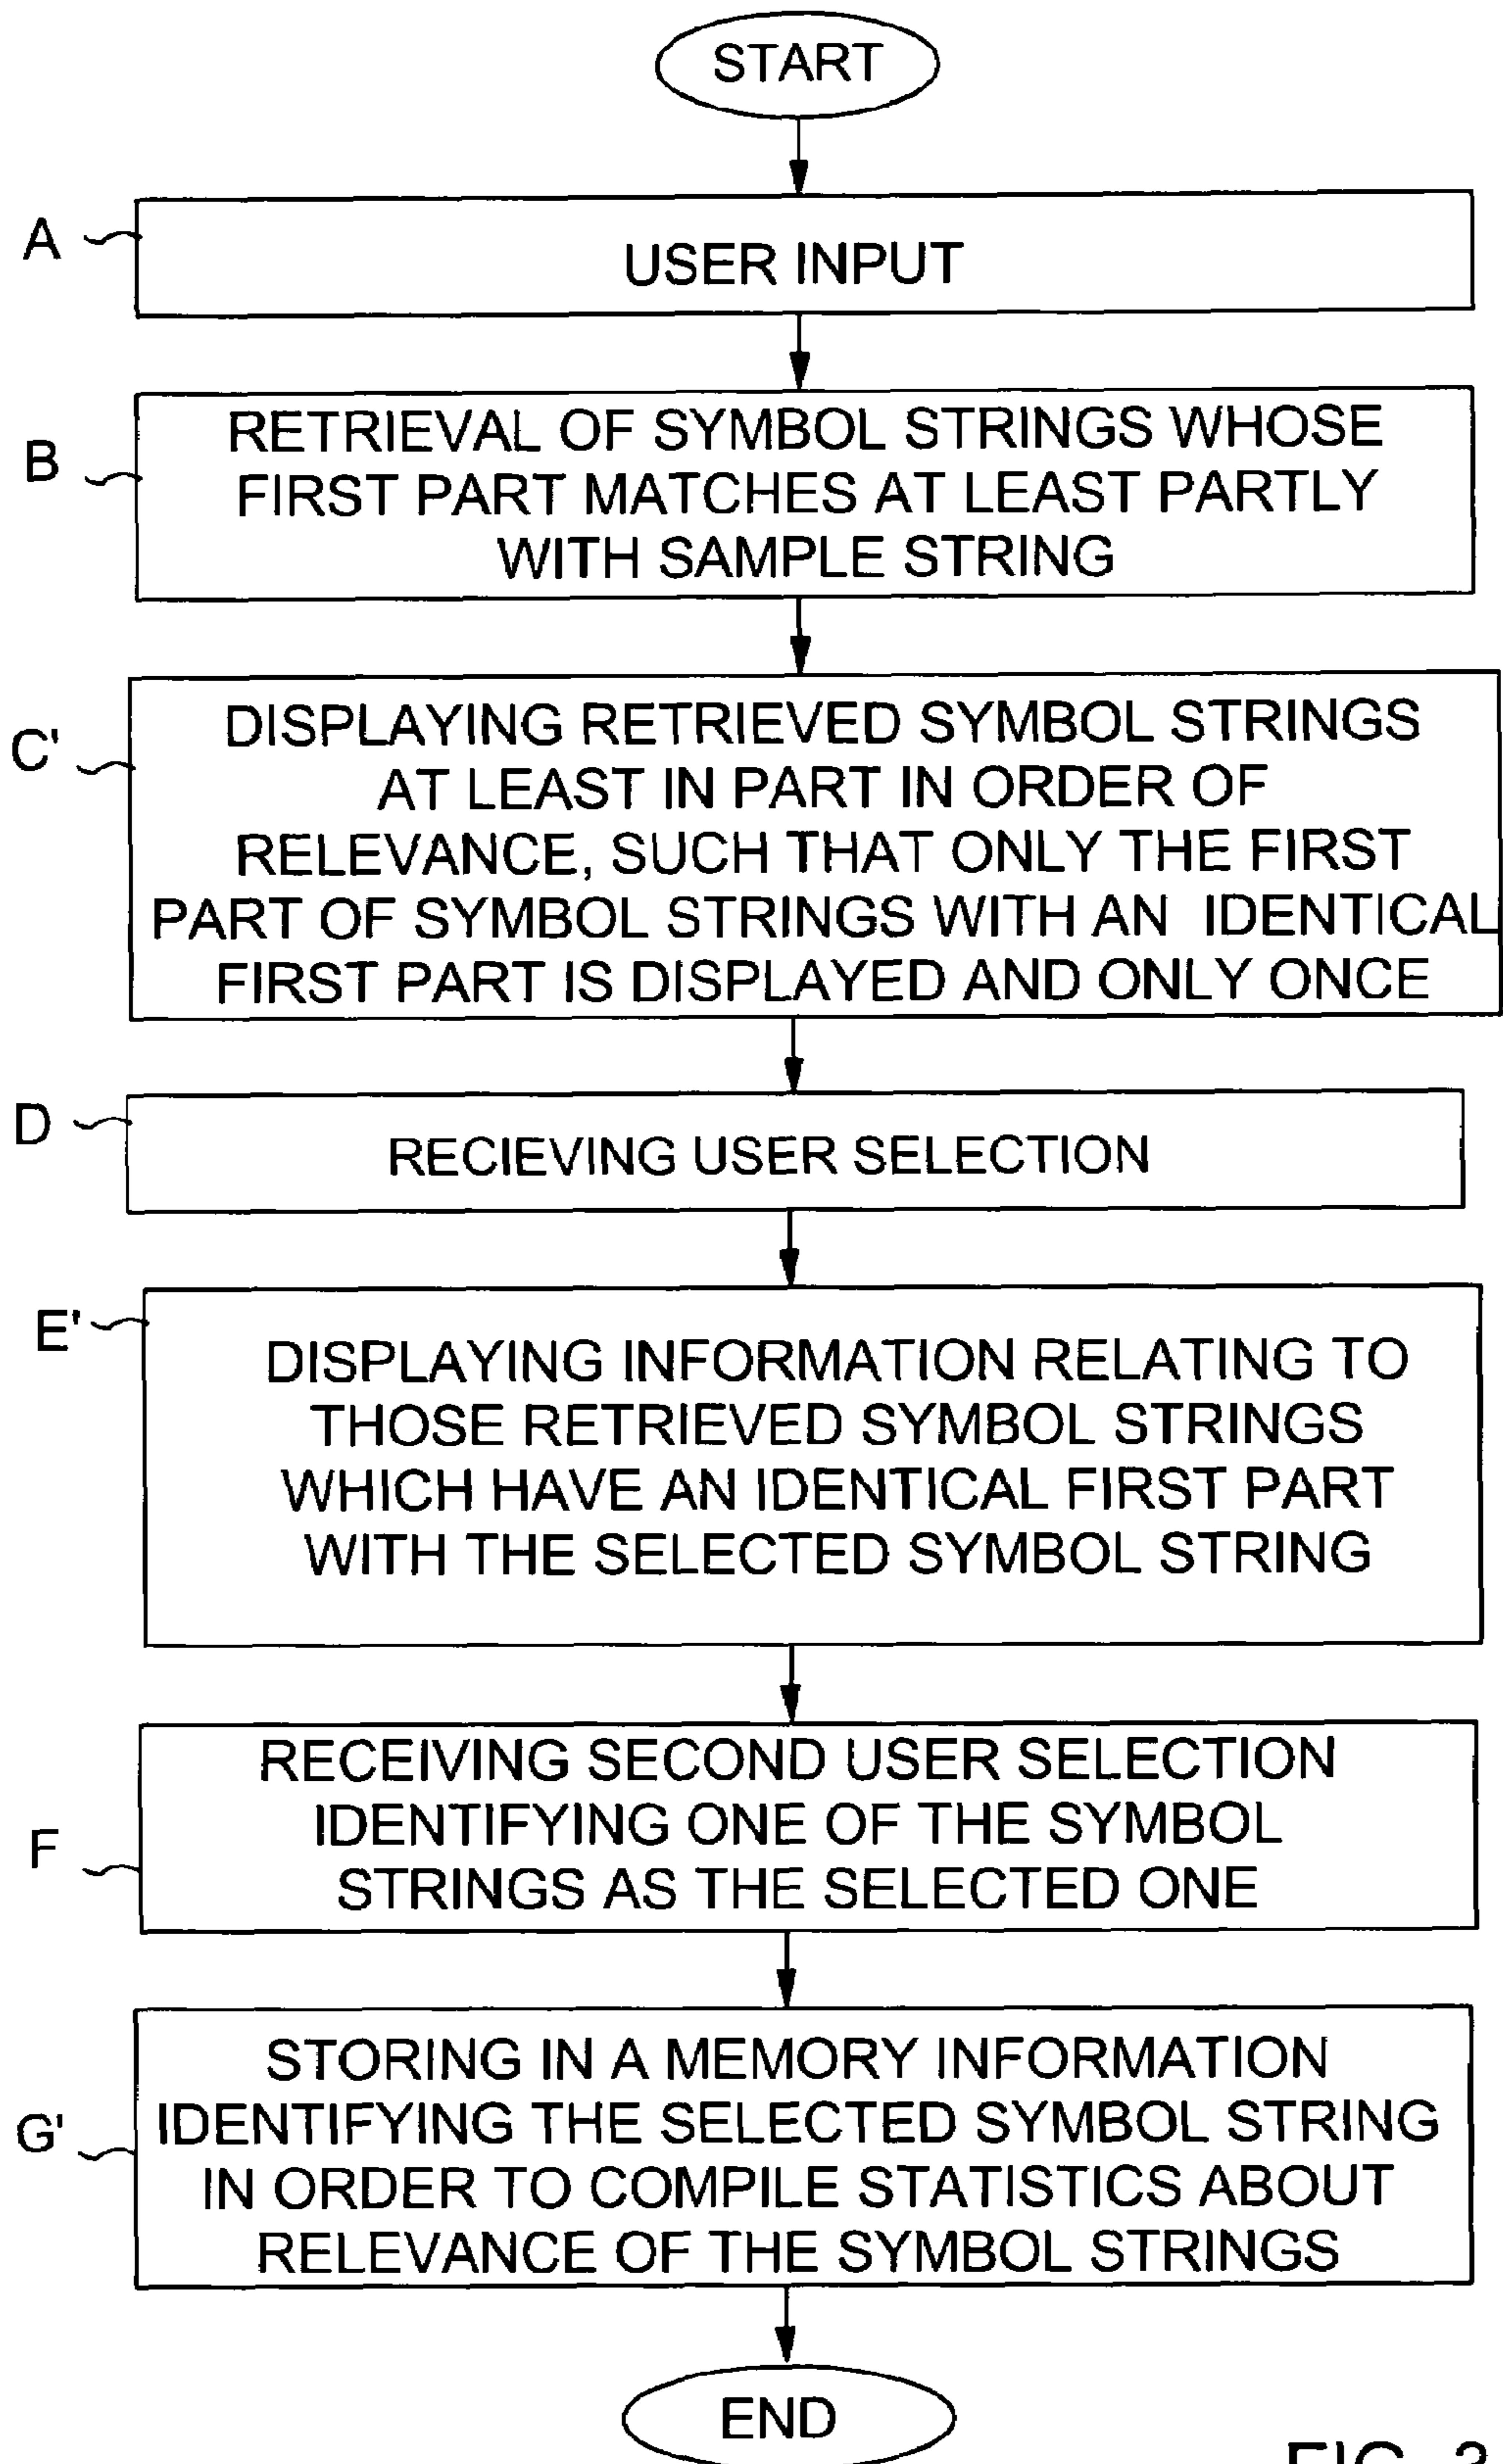 START
A
USER INPUT
B
RETRIEVAL OF SYMBOL STRINGS WHOSE
FIRST PART MATCHES AT LEAST PARTLY
WITH SAMPLE STRING
C'
DISPLAYING RETRIEVED SYMBOL STRINGS
AT LEAST IN PART IN ORDER OF
RELEVANCE, SUCH THAT ONLY THE FIRST
PART OF SYMBOL STRINGS WITH AN IDENTICAL
FIRST PART IS DISPLAYED AND ONLY ONCE
D
RECIEVING USER SELECTION
E'
DISPLAYING INFORMATION RELATING TO
THOSE RETRIEVED SYMBOL STRINGS
WHICH HAVE AN IDENTICAL FIRST PART
WITH THE SELECTED SYMBOL STRING
F
RECEIVING SECOND USER SELECTION
IDENTIFYING ONE OF THE SYMBOL
STRINGS AS THE SELECTED ONE
G'
STORING IN A MEMORY INFORMATION
IDENTIFYING THE SELECTED SYMBOL STRING
IN ORDER TO COMPILE STATISTICS ABOUT
RELEVANCE OF THE SYMBOL STRINGS
END